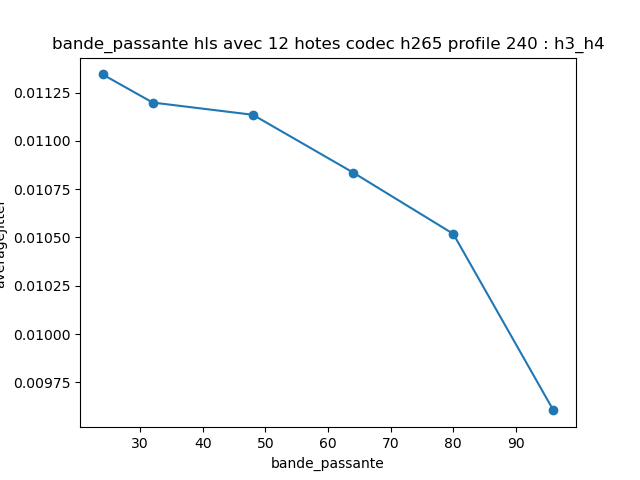 bande_passante hls avec 12 hotes codec h265 profile 240 : h3_h4
0.01125
0.01100
0.01075
0.01050
0.01025
0.01000
0.00975
averagejitter
30 40 50 60 70 80 90
bande_passante